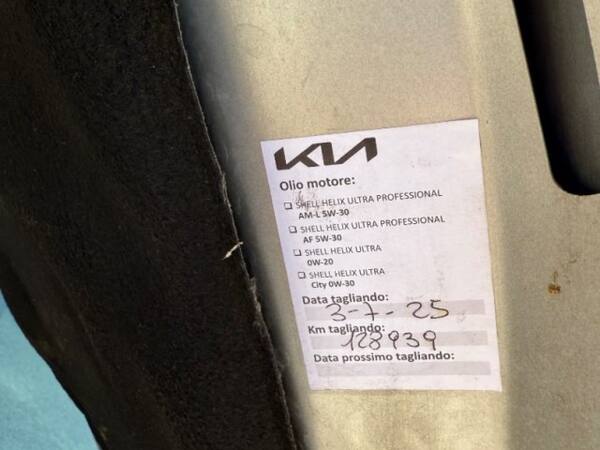 KIA
Olio motore:
☐ SHELL HELIX ULTRA PROFESSIONAL
AM-L 5W-30
☐ SHELL HELIX ULTRA PROFESSIONAL
AF 5W-30
☐ SHELL HELIX ULTRA
0W-20
☐ SHELL HELIX ULTRA
City 0W-30
Data tagliando:
3-7-25
Km tagliando:
128939
Data prossimo tagliando: